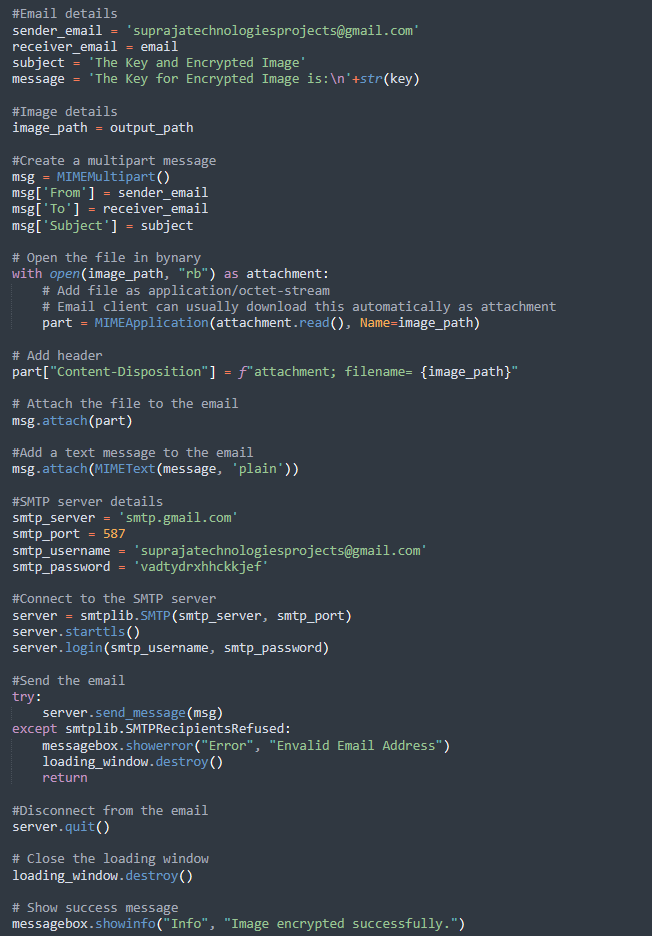 #Email details
sender_email = 'suprajatechnologiesprojects@gmail.com'
receiver_email = email
subject = 'The Key and Encrypted Image'
message = 'The Key for Encrypted Image is:\n'+str(key)

#Image details
image_path = output_path

#Create a multipart message
msg = MIMEMultipart()
msg['From'] = sender_email
msg['To'] = receiver_email
msg['Subject'] = subject

# Open the file in bynary
with open(image_path, "rb") as attachment:
    # Add file as application/octet-stream
    # Email client can usually download this automatically as attachment
    part = MIMEApplication(attachment.read(), Name=image_path)

# Add header
part["Content-Disposition"] = f"attachment; filename= {image_path}"

# Attach the file to the email
msg.attach(part)

#Add a text message to the email
msg.attach(MIMEText(message, 'plain'))

#SMTP server details
smtp_server = 'smtp.gmail.com'
smtp_port = 587
smtp_username = 'suprajatechnologiesprojects@gmail.com'
smtp_password = 'vadtydrxhhckkjef'

#Connect to the SMTP server
server = smtplib.SMTP(smtp_server, smtp_port)
server.starttls()
server.login(smtp_username, smtp_password)

#Send the email
try:
    server.send_message(msg)
except smtplib.SMTPRecipientsRefused:
    messagebox.showerror("Error", "Envalid Email Address")
    loading_window.destroy()
    return

#Disconnect from the email
server.quit()

# Close the loading window
loading_window.destroy()

# Show success message
messagebox.showinfo("Info", "Image encrypted successfully.")